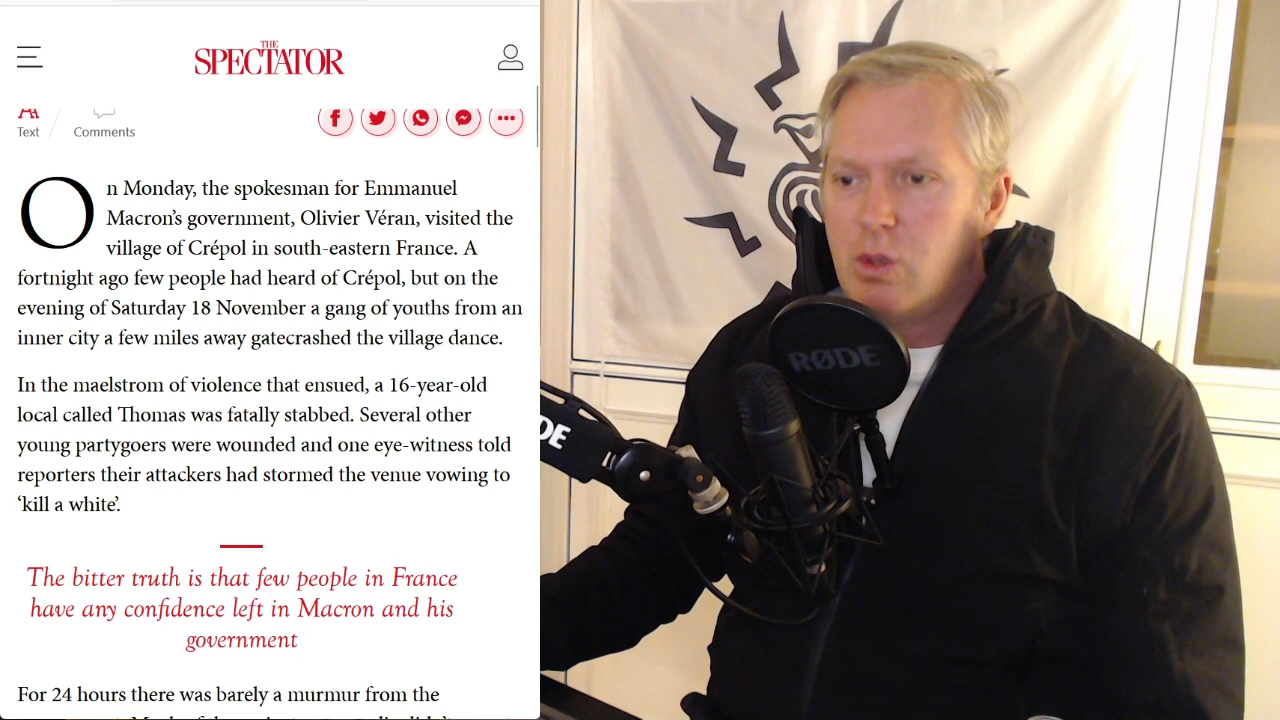 THE
SPECTATOR
Text
Comments
On Monday, the spokesman for Emmanuel
Macron's government, Olivier Véran, visited the
village of Crépol in south-eastern France. A
fortnight ago few people had heard of Crépol, but on the
evening of Saturday 18 November a gang of youths from an
inner city a few miles away gatecrashed the village dance.
In the maelstrom of violence that ensued, a 16-year-old
local called Thomas was fatally stabbed. Several other
young partygoers were wounded and one eye-witness told
reporters their attackers had stormed the venue vowing to
‘kill a white’.
The bitter truth is that few people in France
have any confidence left in Macron and his
government
For 24 hours there was barely a murmur from the
RØDE
DE